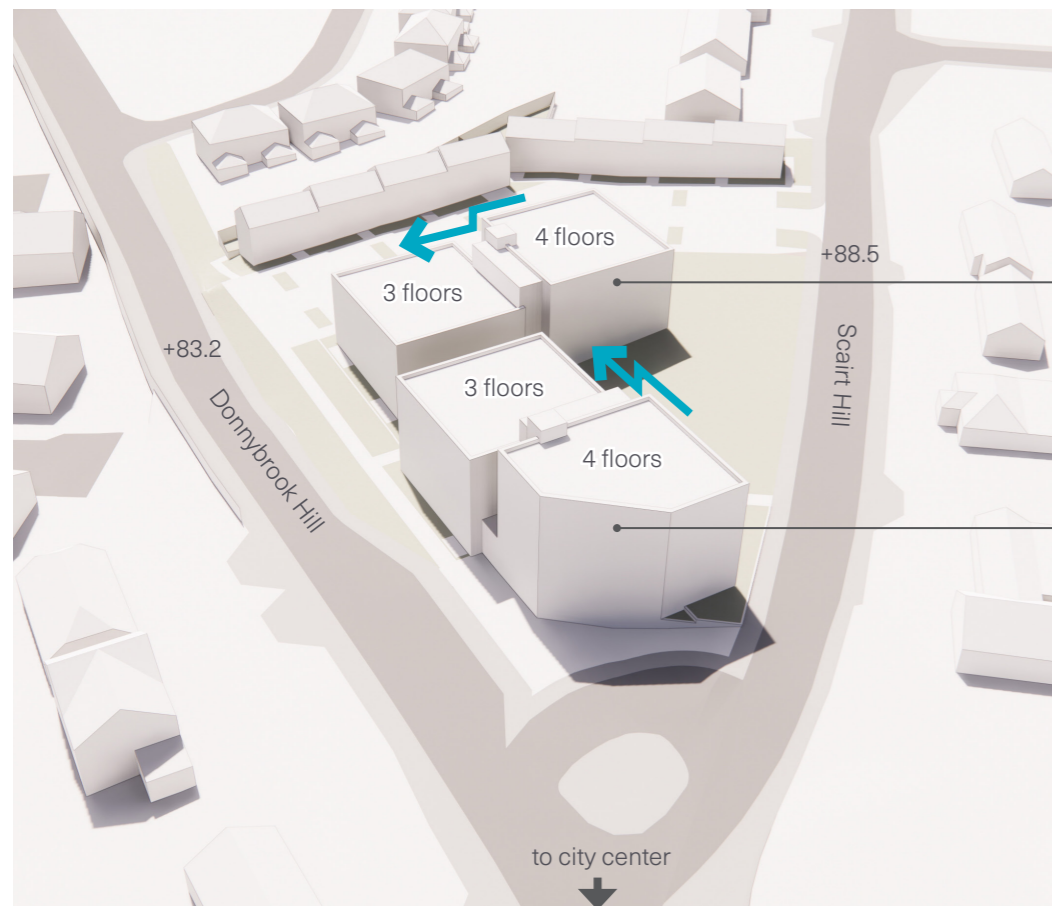 4 floors
+88.5
3 floors
+83.2
Scairt Hill
3 floors
Donnybrook Hill
4 floors
to city center